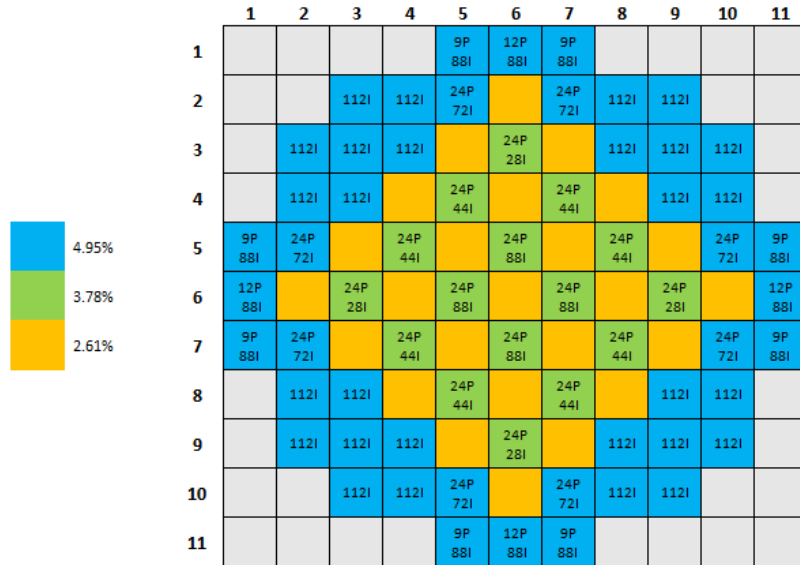 1 2 3 4 5 6 7 8 9 10 11
1 9P 12P 9P
88I 88I 88I
2 112I 112I 24P 24P 112I 112I
72I 72I
3 112I 112I 112I 24P 112I 112I 112I
28I
4 112I 112I 24P 24P 112I 112I
44I 44I
4.95%
5 9P 24P 24P 24P 24P 24P 9P
88I 72I 44I 88I 44I 72I 88I
3.78%
6 12P 24P 24P 24P 24P 12P
88I 28I 88I 88I 28I 88I
2.61%
7 9P 24P 24P 24P 24P 24P 9P
88I 72I 44I 88I 44I 72I 88I
8 112I 112I 24P 24P 112I 112I
44I 44I
9 112I 112I 112I 24P 112I 112I 112I
28I
10 112I 112I 24P 24P 112I 112I
72I 72I
11 9P 12P 9P
88I 88I 88I